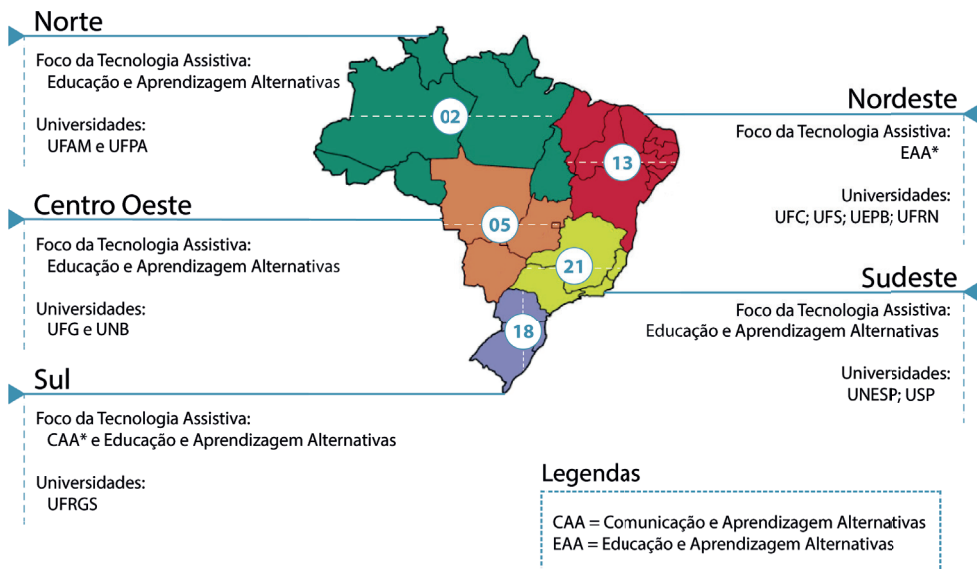 Norte
Foco da Tecnologia Assistiva:
Educação e Aprendizagem Alternativas
Universidades:
UFAM e UFPA
Centro Oeste
Foco da Tecnologia Assistiva:
Educação e Aprendizagem Alternativas
Universidades:
UFG e UNB
Sul
Foco da Tecnologia Assistiva:
CAA* e Educação e Aprendizagem Alternativas
Universidades:
UFRGS
02
13
05
21
18
Nordeste
Foco da Tecnologia Assistiva:
EAA*
Universidades:
UFC; UFS; UEPB; UFRN
Sudeste
Foco da Tecnologia Assistiva:
Educação e Aprendizagem Alternativas
Universidades:
UNESP; USP
Legendas
CAA = Comunicação e Aprendizagem Alternativas
EAA = Educação e Aprendizagem Alternativas